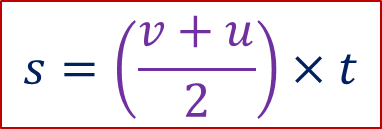 s = ((v + u)/2) × t